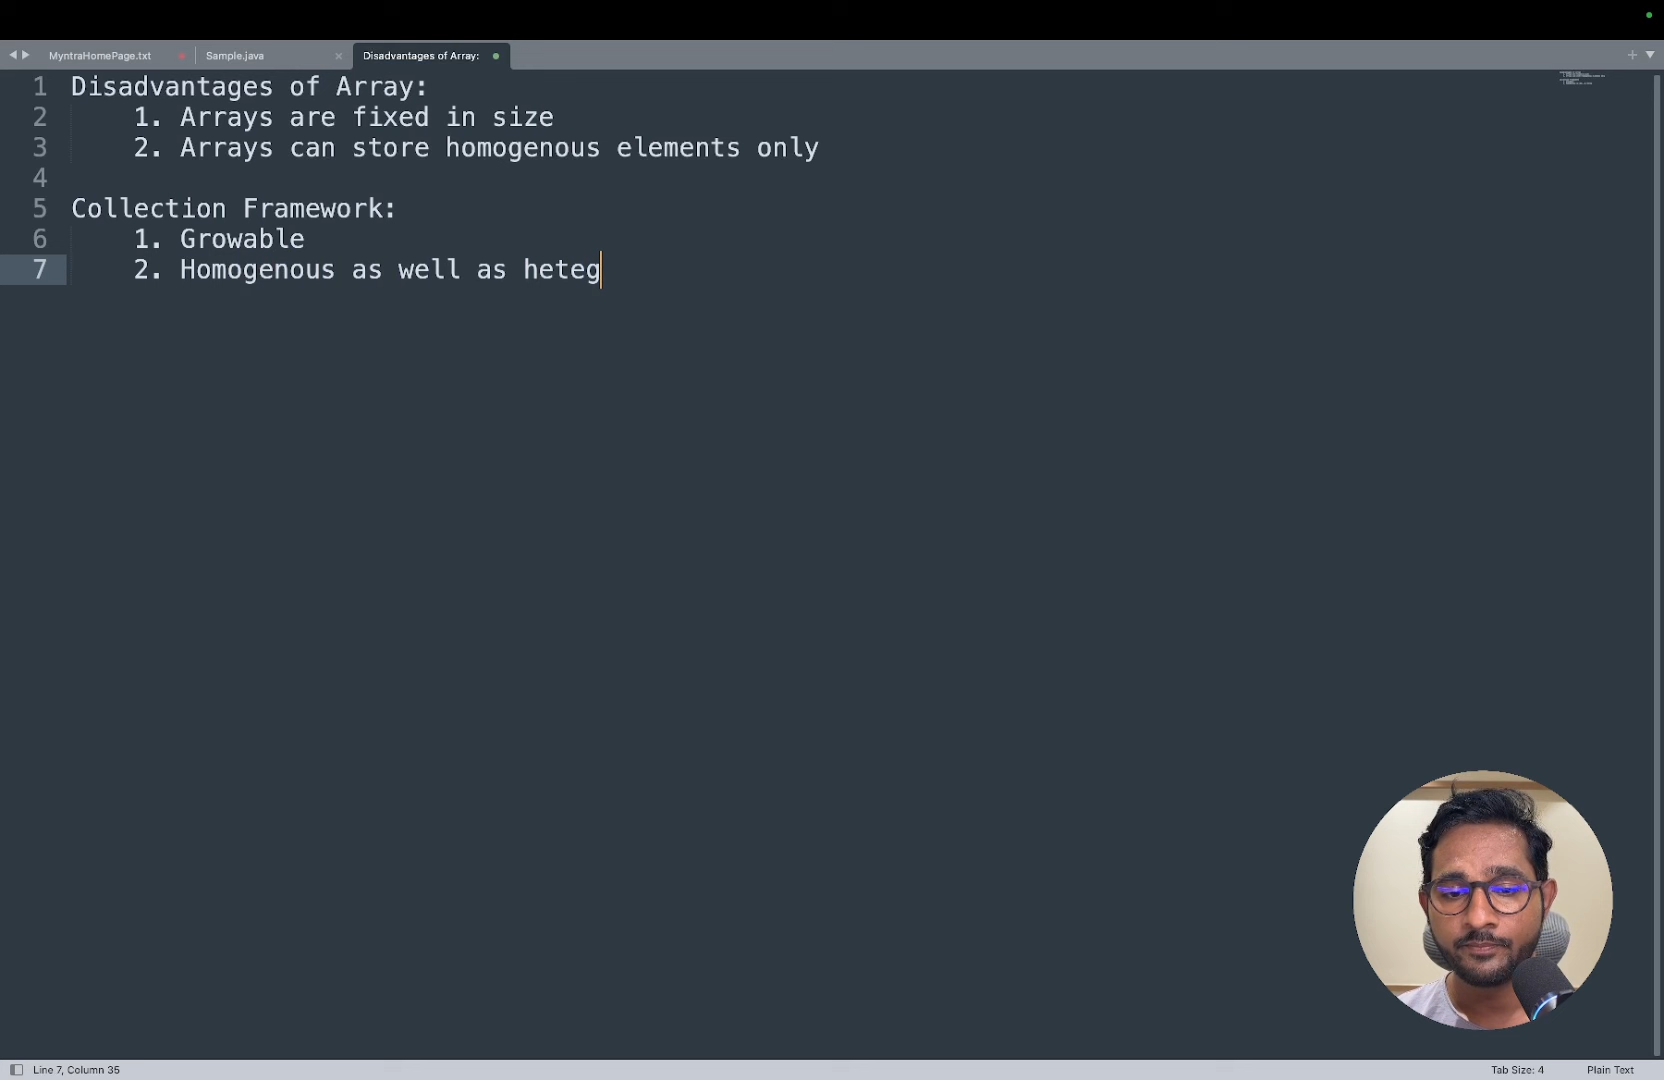 MyntraHomePage.txt
Sample.java
Disadvantages of Array:
1 Disadvantages of Array:
2 1. Arrays are fixed in size
3 2. Arrays can store homogenous elements only
4
5 Collection Framework:
6 1. Growable
7 2. Homogenous as well as heteg
Line 7, Column 35
Tab Size: 4
Plain Text